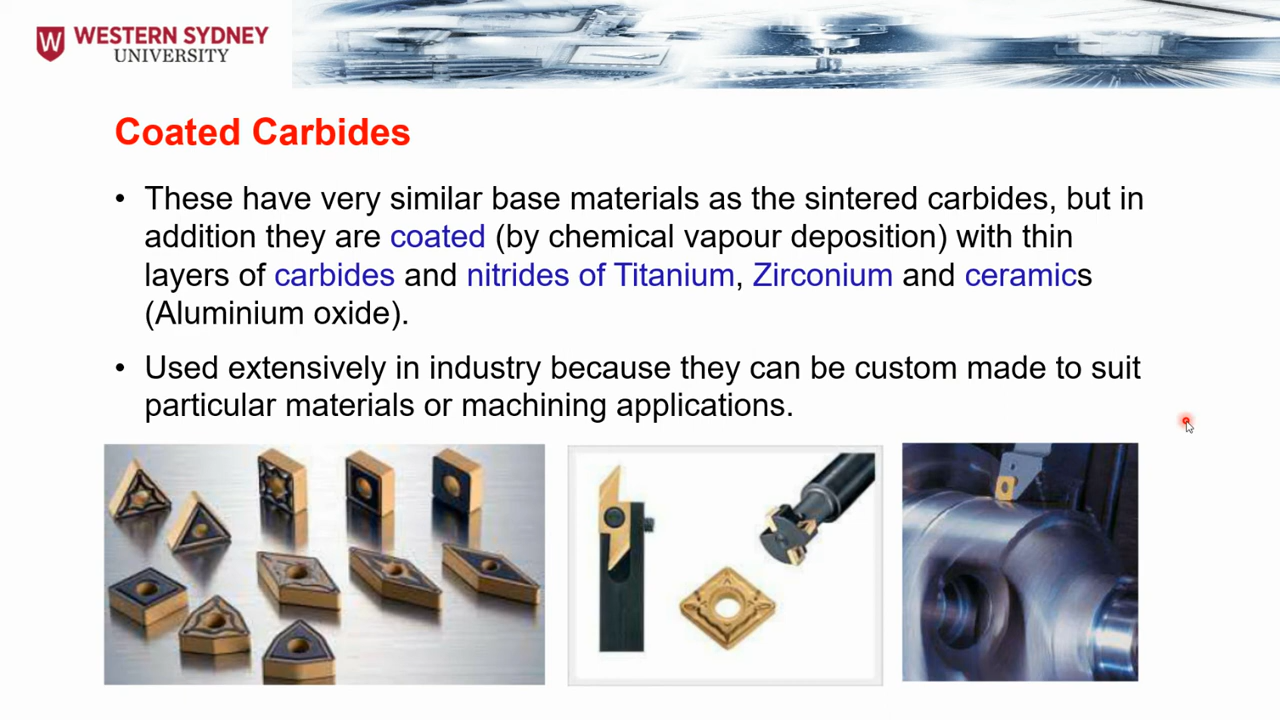 W WESTERN SYDNEY
UNIVERSITY
Coated Carbides
• These have very similar base materials as the sintered carbides, but in
addition they are coated (by chemical vapour deposition) with thin
layers of carbides and nitrides of Titanium, Zirconium and ceramics
(Aluminium oxide).
• Used extensively in industry because they can be custom made to suit
particular materials or machining applications.